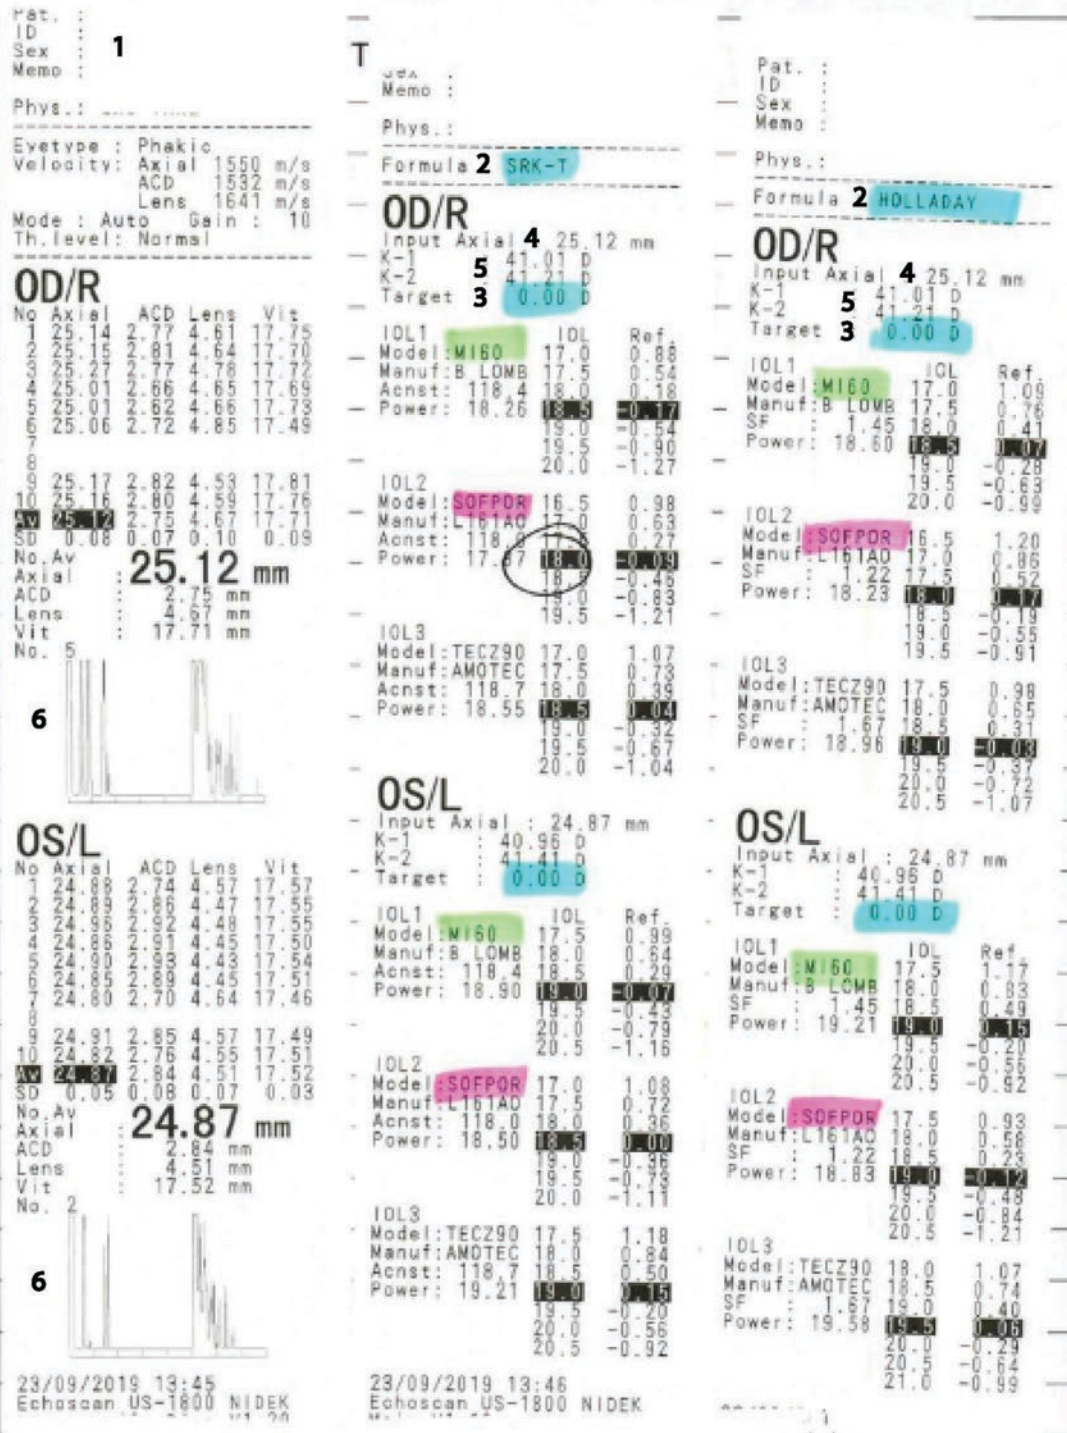 Pat. :
ID :
Sex : 1
Memo :
Phys.:
Eyetype : Phakic
Velocity: Axial 1550 m/s
ACD 1532 m/s
Lens 1641 m/s
Mode : Auto Gain : 10
Th.level: Normal
OD/R
No Axial ACD Lens Vit
1 25.14 2.77 4.61 17.75
2 25.15 2.81 4.64 17.70
3 25.27 2.77 4.78 17.72
4 25.01 2.66 4.65 17.69
5 25.01 2.62 4.66 17.73
6 25.06 2.72 4.85 17.49
7
8
9 25.17 2.82 4.53 17.81
10 25.16 2.80 4.59 17.76
Av 25.12 2.75 4.67 17.71
SD 0.08 0.07 0.10 0.09
No.Av
Axial : 25.12 mm
ACD : 2.75 mm
Lens : 4.67 mm
Vit : 17.71 mm
No. 5
6
OS/L
No Axial ACD Lens Vit
1 24.88 2.74 4.57 17.57
2 24.89 2.86 4.47 17.55
3 24.96 2.92 4.48 17.55
4 24.86 2.91 4.45 17.50
5 24.90 2.93 4.43 17.54
6 24.85 2.89 4.45 17.51
7 24.80 2.70 4.64 17.46
8
9 24.91 2.85 4.57 17.49
10 24.82 2.76 4.55 17.51
Av 24.87 2.84 4.51 17.52
SD 0.05 0.08 0.07 0.03
No.Av
Axial : 24.87 mm
ACD : 2.84 mm
Lens : 4.51 mm
Vit : 17.52 mm
No. 2
6
23/09/2019 13:45
Echoscan US-1800 NIDEK
T
Sex :
Memo :
Phys.:
Formula 2 SRK-T
OD/R
Input Axial 4 25.12 mm
K-1 41.01 D
5
K-2 41.21 D
Target 3 0.00 D
IOL1 IOL Ref.
Model:MI60 17.0 0.88
Manuf:B LOMB 17.5 0.54
Acnst: 118.4 18.0 0.18
Power: 18.26 18.5 -0.17
19.0 -0.54
19.5 -0.90
20.0 -1.27
IOL2
Model:SOFPOR 16.5 0.98
Manuf:L161AO 17.0 0.63
Acnst: 118. 0.27
Power: 18.0 -0.09
18.5 -0.46
19.0 -0.83
19.5 -1.21
IOL3
Model:TECZ90 17.0 1.07
Manuf:AMOTEC 17.5 0.73
Acnst: 118.7 18.0 0.39
Power: 18.55 18.5 0.04
19.0 -0.32
19.5 -0.67
20.0 -1.04
OS/L
Input Axial : 24.87 mm
K-1 : 40.96 D
K-2 : 41.41 D
Target : 0.00 D
IOL1 IOL Ref.
Model:MI60 17.5 0.99
Manuf:B LOMB 18.0 0.64
Acnst: 118.4 18.5 0.29
Power: 18.90 19.0 -0.07
19.5 -0.43
20.0 -0.79
20.5 -1.16
IOL2
Model:SOFPOR 17.0 1.08
Manuf:L161AO 17.5 0.72
Acnst: 118.0 18.0 0.36
Power: 18.50 18.5 0.00
19.0 -0.36
19.5 -0.73
20.0 -1.11
IOL3
Model:TECZ90 17.5 1.18
Manuf:AMOTEC 18.0 0.84
Acnst: 118.7 18.5 0.50
Power: 19.21 19.0 0.15
19.5 -0.20
20.0 -0.56
20.5 -0.92
23/09/2019 13:46
Echoscan US-1800 NIDEK
Pat. :
ID :
Sex :
Memo :
Phys.:
Formula 2 HOLLADAY
OD/R
Input Axial 4 25.12 mm
K-1 41.01 D
5
K-2 41.21 D
Target 3 0.00 D
IOL1 IOL Ref.
Model:MI60 17.0 1.09
Manuf:B LOMB 17.5 0.76
SF : 1.45 18.0 0.41
Power: 18.60 18.5 0.07
19.0 -0.28
19.5 -0.63
20.0 -0.99
IOL2
Model:SOFPOR 16.5 1.20
Manuf:L161AO 17.0 0.86
SF : 1.22 17.5 0.52
Power: 18.23 18.0 0.17
18.5 -0.19
19.0 -0.55
19.5 -0.91
IOL3
Model:TECZ90 17.5 0.98
Manuf:AMOTEC 18.0 0.65
SF : 1.67 18.5 0.31
Power: 18.96 19.0 -0.03
19.5 -0.37
20.0 -0.72
20.5 -1.07
OS/L
Input Axial : 24.87 mm
K-1 : 40.96 D
K-2 : 41.41 D
Target : 0.00 D
IOL1 IOL Ref.
Model:MI60 17.5 1.17
Manuf:B LOMB 18.0 0.83
SF : 1.45 18.5 0.49
Power: 19.21 19.0 0.15
19.5 -0.20
20.0 -0.56
20.5 -0.92
IOL2
Model:SOFPOR 17.5 0.93
Manuf:L161AO 18.0 0.58
SF : 1.22 18.5 0.23
Power: 18.83 19.0 -0.12
19.5 -0.48
20.0 -0.84
20.5 -1.21
IOL3
Model:TECZ90 18.0 1.07
Manuf:AMOTEC 18.5 0.74
SF : 1.67 19.0 0.40
Power: 19.58 19.5 0.06
20.0 -0.29
20.5 -0.64
21.0 -0.99